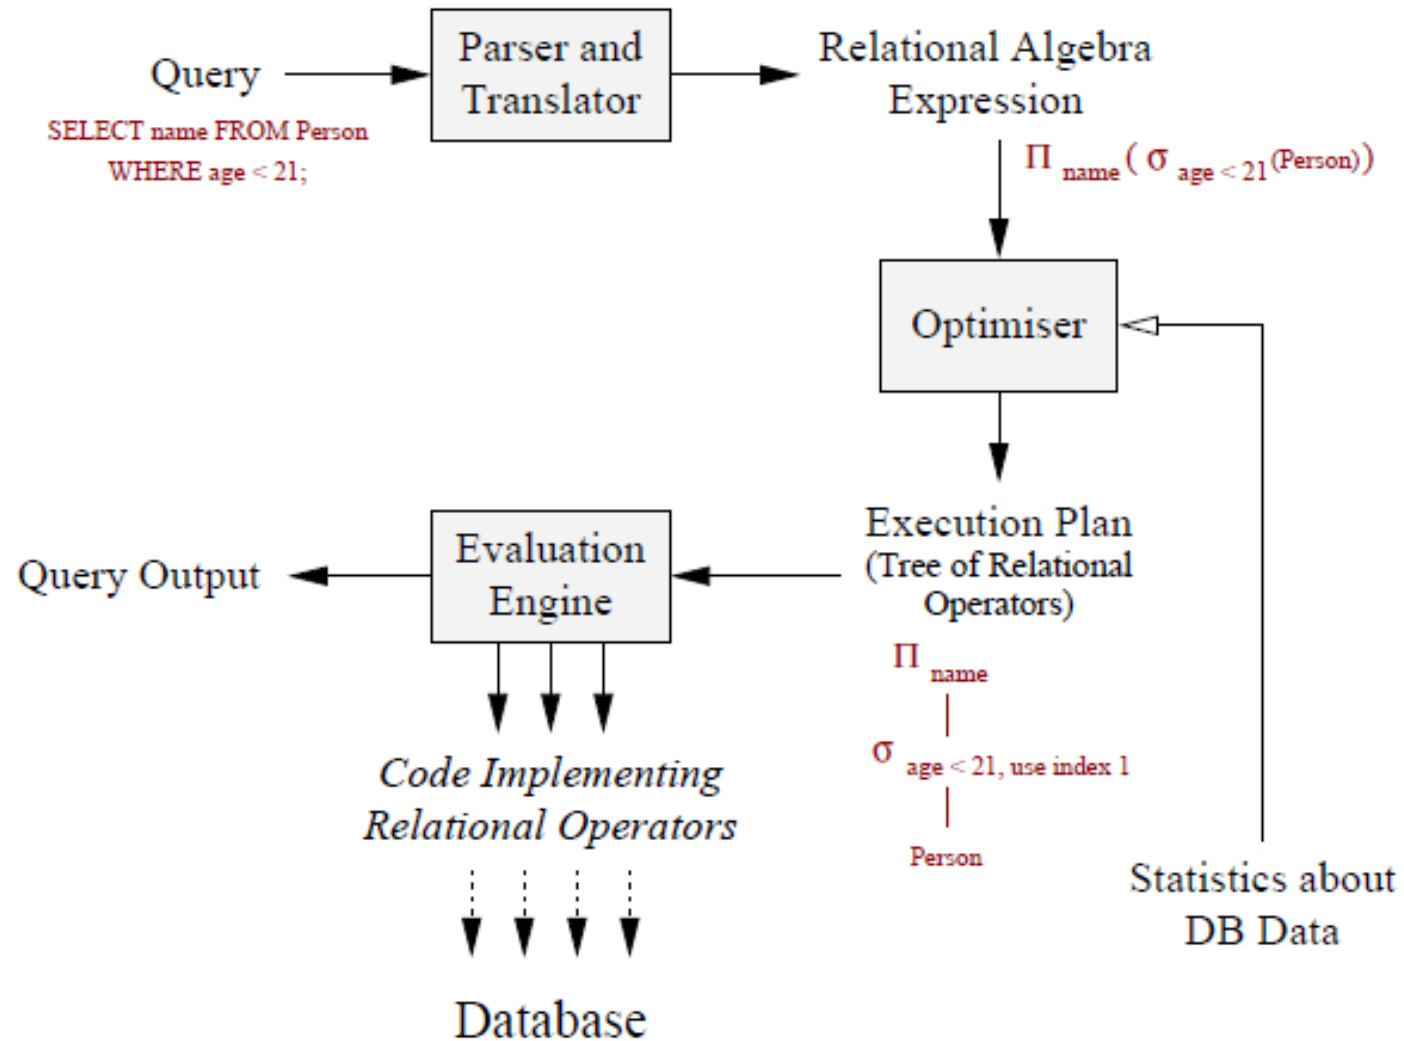 Query
SELECT name FROM Person
WHERE age < 21;
Parser and
Translator
Relational Algebra
Expression
Π name ( σ age < 21 (Person))
Optimiser
Execution Plan
(Tree of Relational
Operators)
Π name
σ age < 21, use index 1
Person
Statistics about
DB Data
Evaluation
Engine
Query Output
Code Implementing
Relational Operators
Database